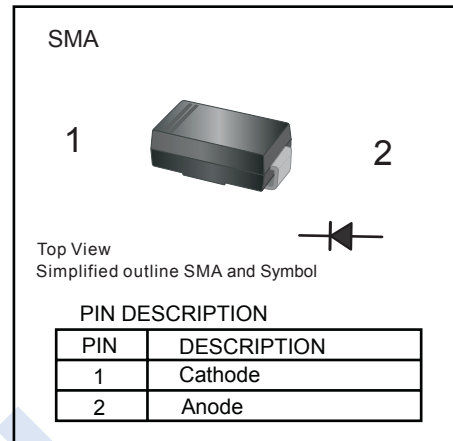 SMA
1
2
Top View
Simplified outline SMA and Symbol
PIN DESCRIPTION
PIN DESCRIPTION
1 Cathode
2 Anode